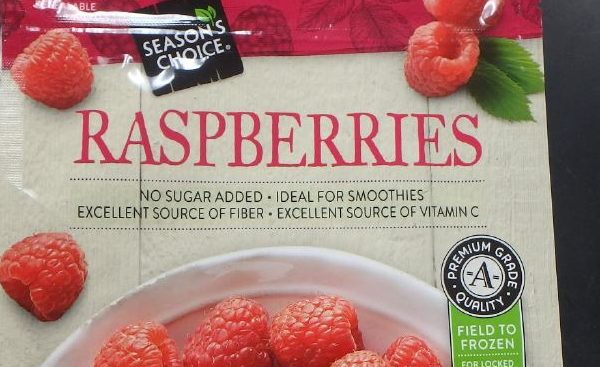 SEASON'S
CHOICE®
RASPBERRIES
NO SUGAR ADDED • IDEAL FOR SMOOTHIES
EXCELLENT SOURCE OF FIBER • EXCELLENT SOURCE OF VITAMIN C
PREMIUM GRADE
A
QUALITY
FIELD TO
FROZEN
FOR LOCKED